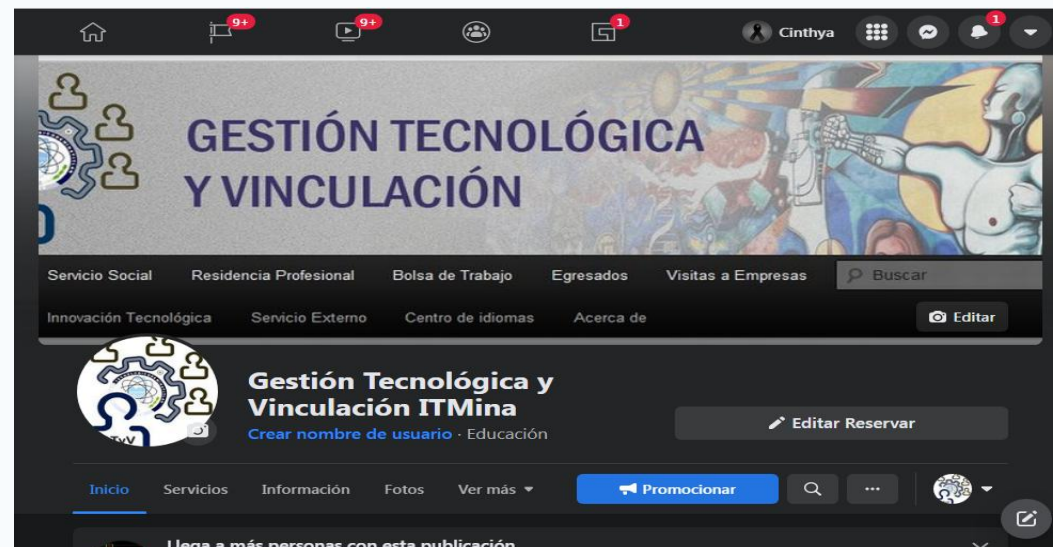 9+
9+
1
Cinthya
1
GESTIÓN TECNOLÓGICA
Y VINCULACIÓN
Servicio Social Residencia Profesional Bolsa de Trabajo Egresados Visitas a Empresas Buscar
Innovación Tecnológica Servicio Externo Centro de idiomas Acerca de
Editar
Gestión Tecnológica y
Vinculación ITMina
Crear nombre de usuario · Educación
Editar Reservar
TyV
Inicio Servicios Información Fotos Ver más Promocionar
Llega a más personas con esta publicación